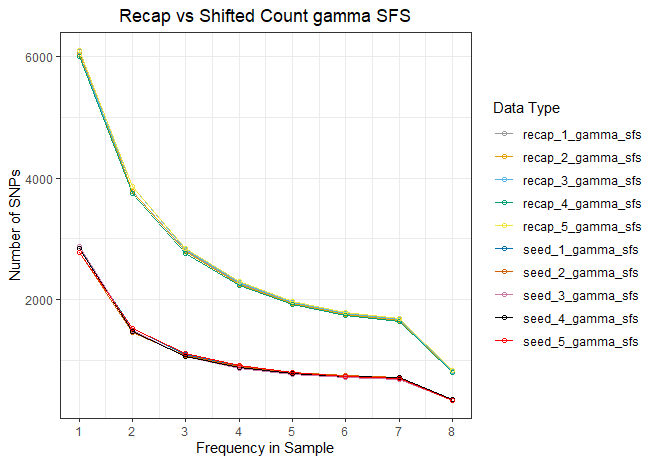 Recap vs Shifted Count gamma SFS
6000
4000
2000
Number of SNPs
1 2 3 4 5 6 7 8
Frequency in Sample
Data Type
recap_1_gamma_sfs
recap_2_gamma_sfs
recap_3_gamma_sfs
recap_4_gamma_sfs
recap_5_gamma_sfs
seed_1_gamma_sfs
seed_2_gamma_sfs
seed_3_gamma_sfs
seed_4_gamma_sfs
seed_5_gamma_sfs